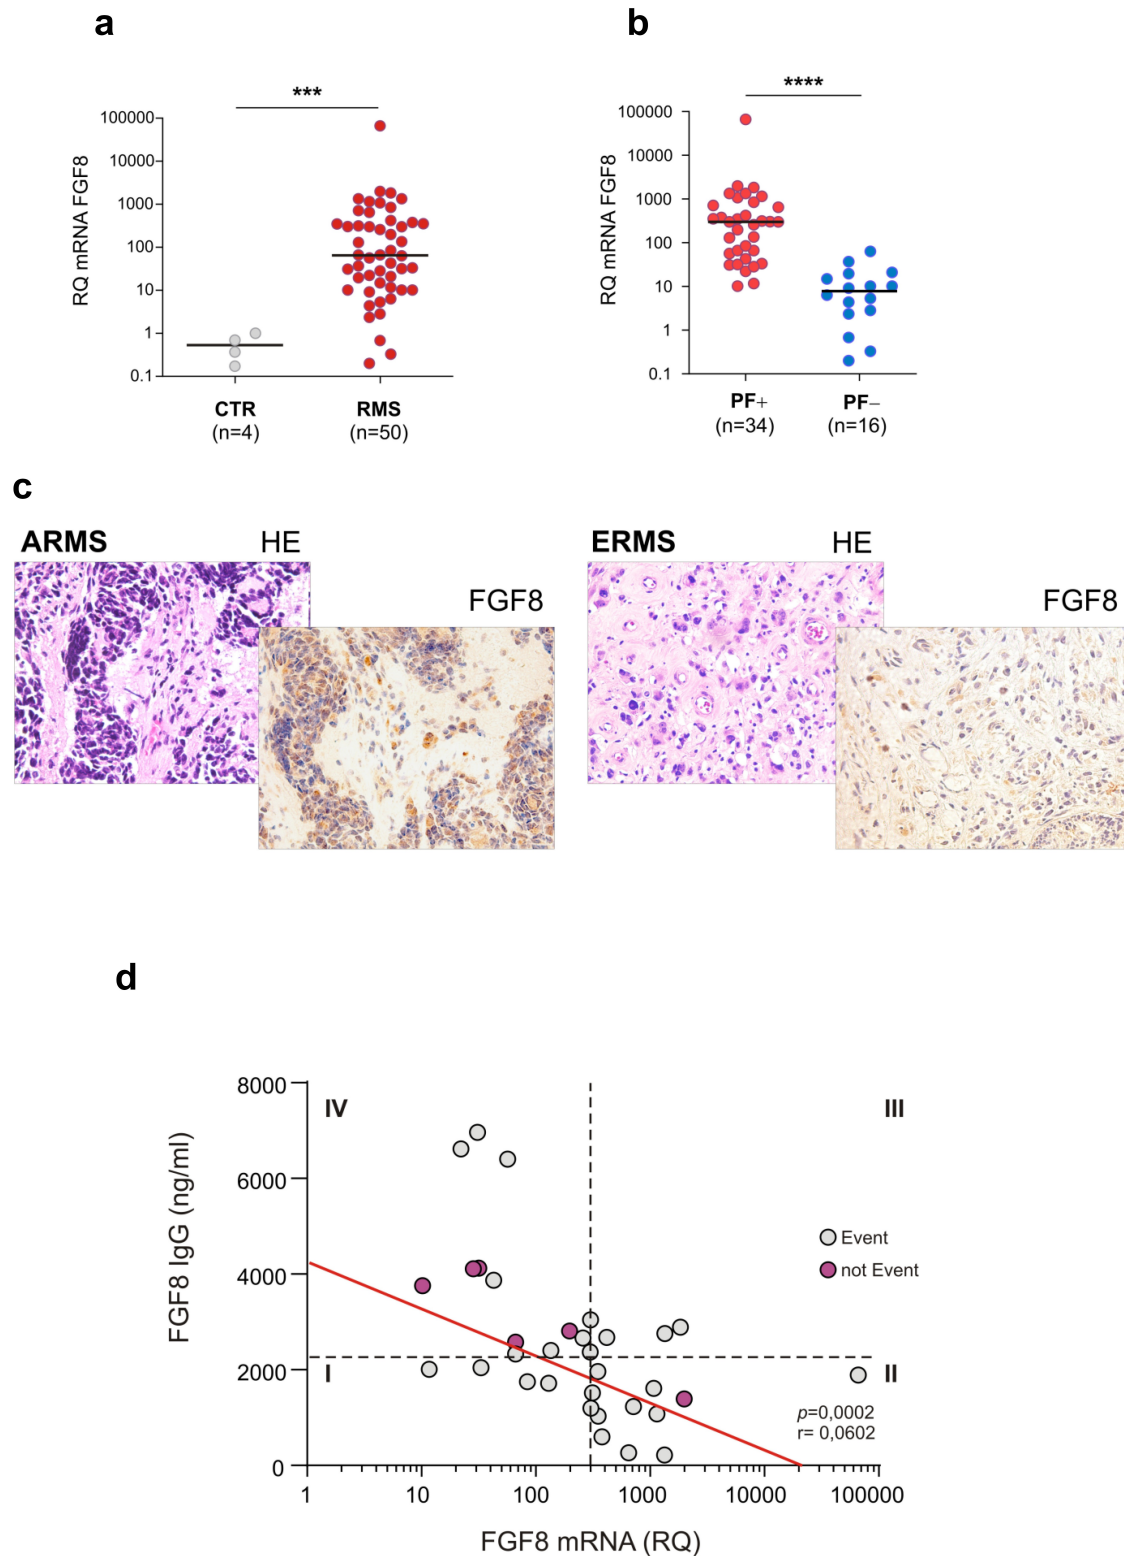 a
***
RQ mRNA FGF8
100000
10000
1000
100
10
1
0.1
CTR
(n=4)
RMS
(n=50)
b
****
RQ mRNA FGF8
100000
10000
1000
100
10
1
0.1
PF+
(n=34)
PF−
(n=16)
c
ARMS
HE
FGF8
ERMS
HE
FGF8
d
FGF8 IgG (ng/ml)
8000
6000
4000
2000
0
IV
III
I
II
Event
not Event
p=0,0002
r= 0,0602
1
10
100
1000
10000
100000
FGF8 mRNA (RQ)